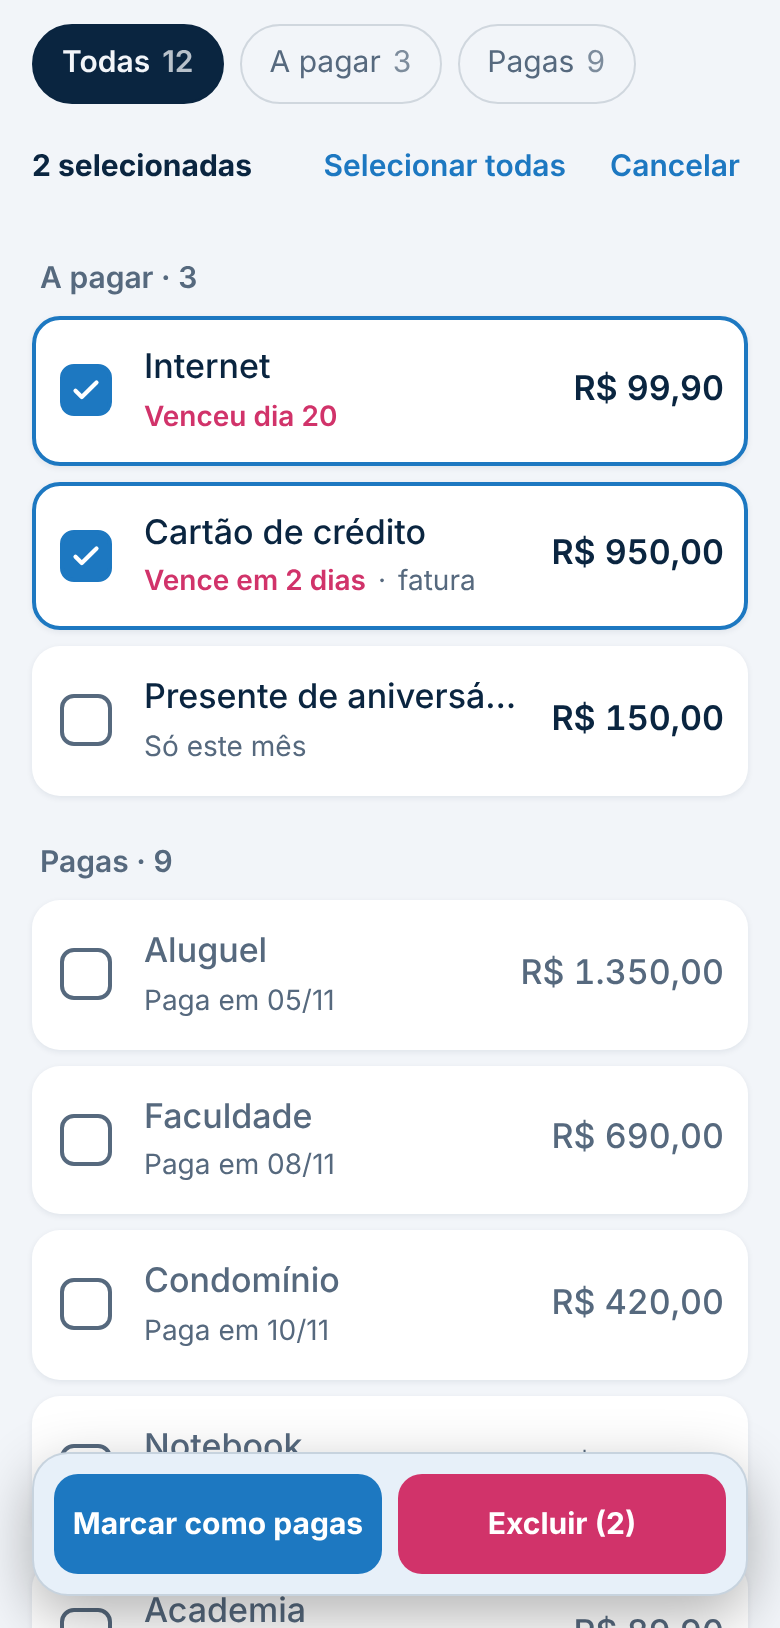 Todas 12 A pagar 3 Pagas 9
2 selecionadas Selecionar todas Cancelar
A pagar · 3
Internet
R$ 99,90
Venceu dia 20
Cartão de crédito
R$ 950,00
Vence em 2 dias · fatura
Presente de aniversá...
R$ 150,00
Só este mês
Pagas · 9
Aluguel
R$ 1.350,00
Paga em 05/11
Faculdade
R$ 690,00
Paga em 08/11
Condomínio
R$ 420,00
Paga em 10/11
Notebook
Marcar como pagas Excluir (2)
Academia